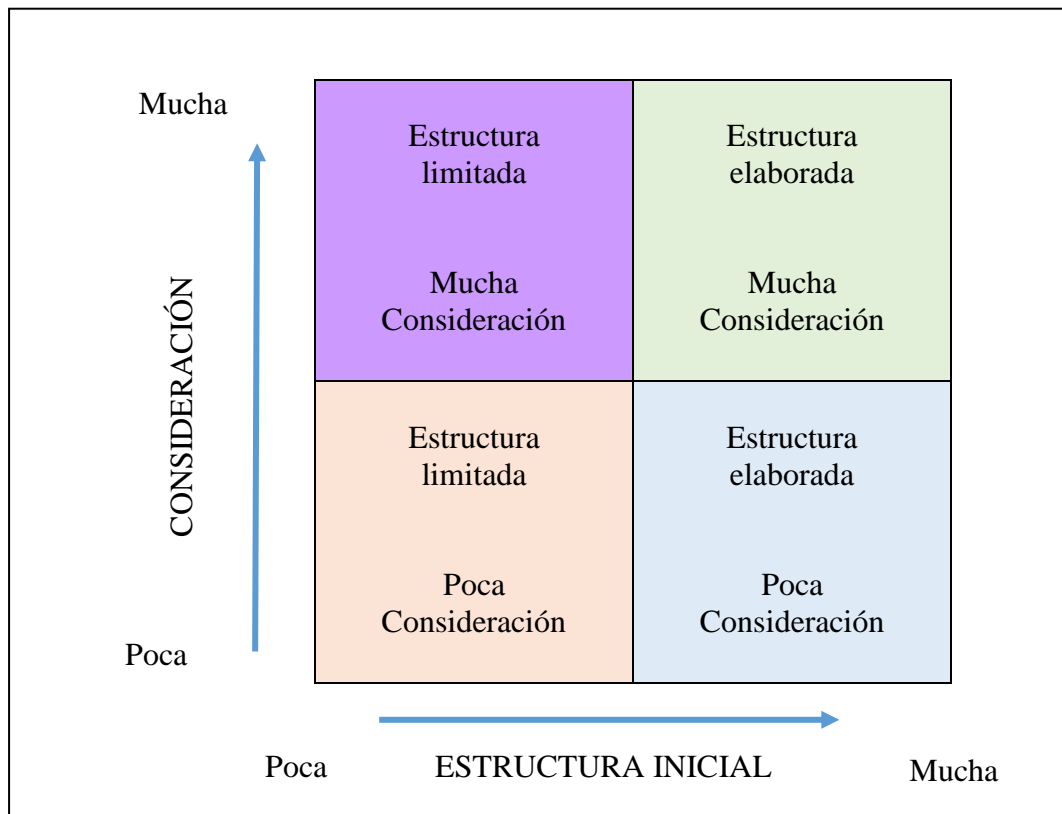 Mucha
Estructura
limitada
Mucha
Consideración
Estructura
elaborada
Mucha
Consideración
CONSIDERACIÓN
Estructura
limitada
Poca
Consideración
Estructura
elaborada
Poca
Consideración
Poca
Poca
ESTRUCTURA INICIAL
Mucha